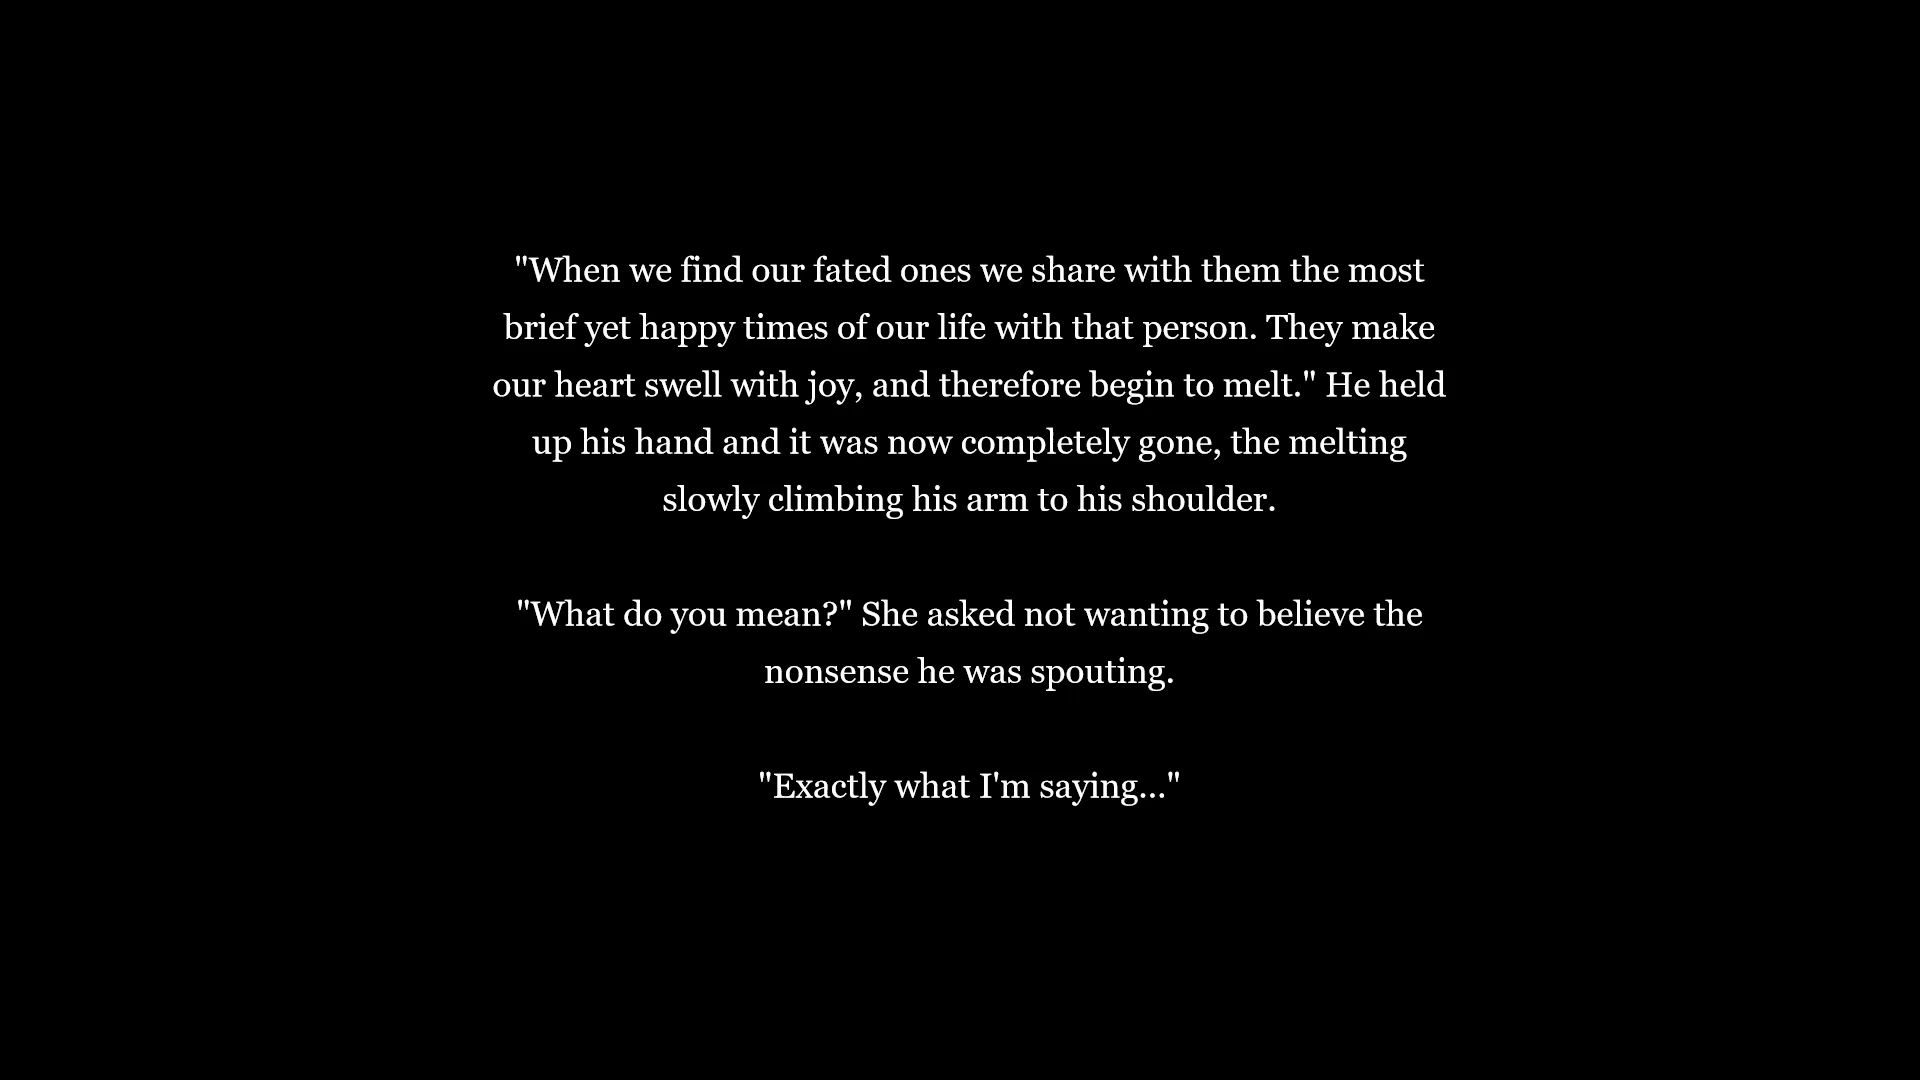 "When we find our fated ones we share with them the most
brief yet happy times of our life with that person. They make
our heart swell with joy, and therefore begin to melt." He held
up his hand and it was now completely gone, the melting
slowly climbing his arm to his shoulder.
"What do you mean?" She asked not wanting to believe the
nonsense he was spouting.
"Exactly what I'm saying..."